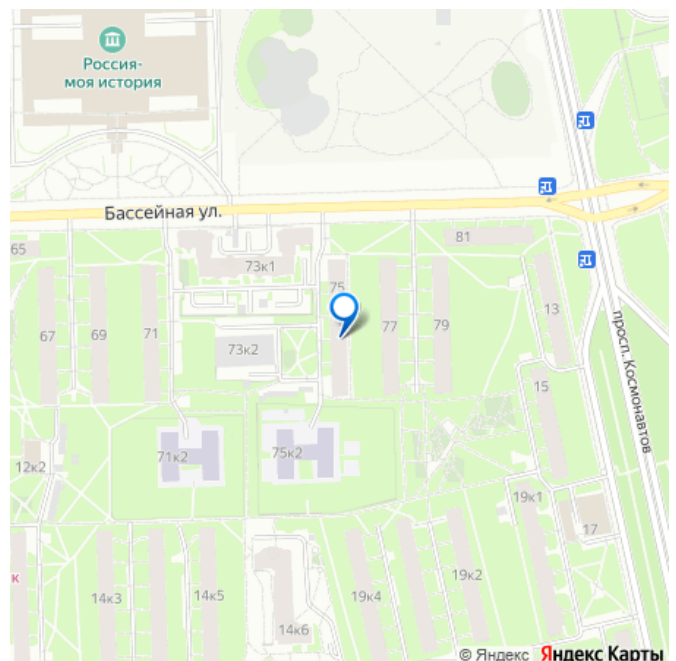 Россия-
моя история
Бассейная ул.
65
73к1
81
75
67
69
71
73к2
77
79
13
15
просп. Космонавтов
12к2
71к2
75к2
19к1
17
к
14к3
14к5
14к6
19к4
19к2
© Яндекс Яндекс Карты